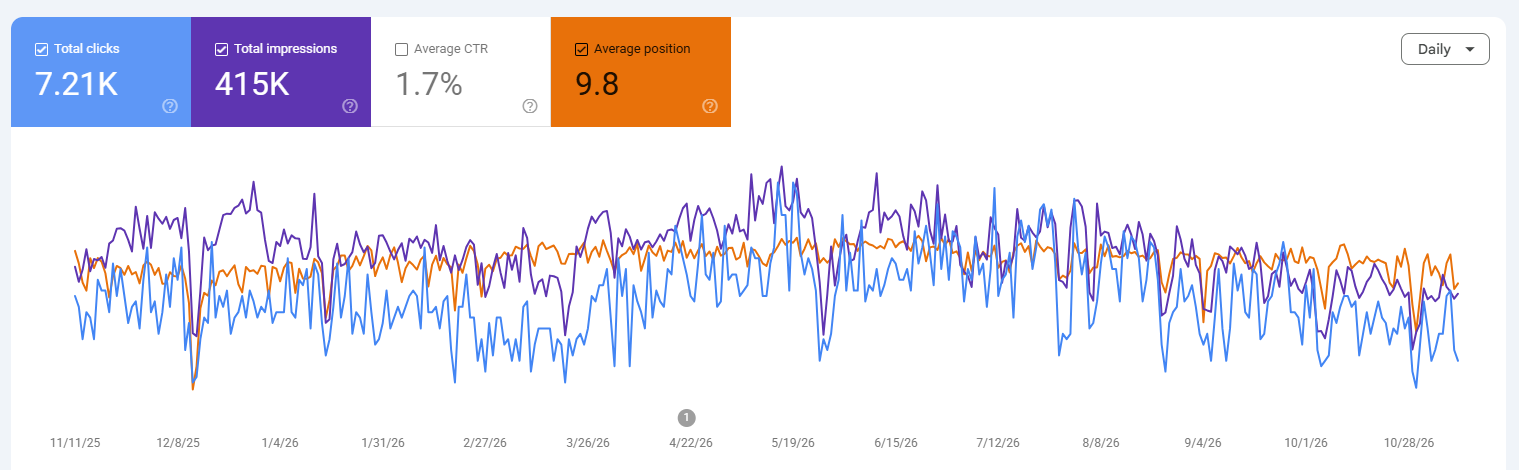 Total clicks
7.21K
Total impressions
415K
Average CTR
1.7%
Average position
9.8
Daily
1
11/11/25 12/8/25 1/4/26 1/31/26 2/27/26 3/26/26 4/22/26 5/19/26 6/15/26 7/12/26 8/8/26 9/4/26 10/1/26 10/28/26